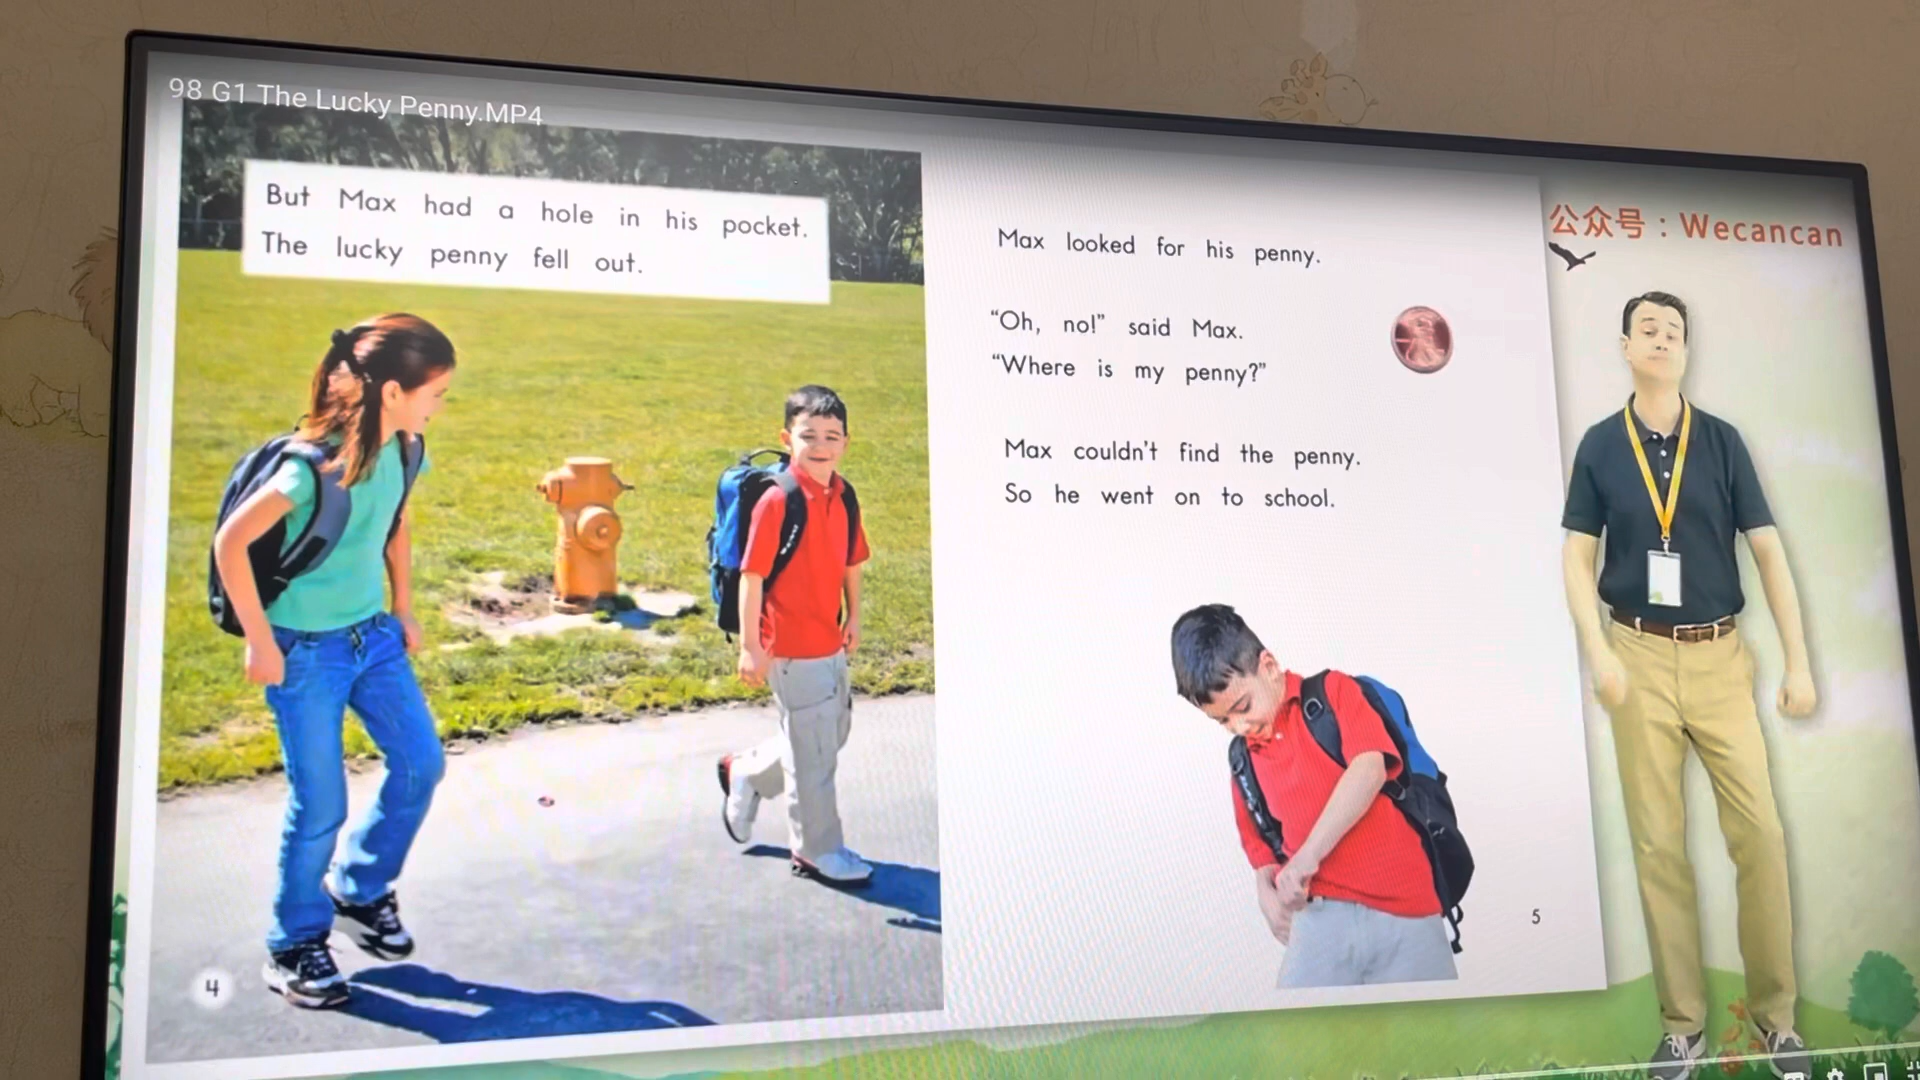 98 G1 The Lucky Penny.MP4
But Max had a hole in his pocket.
The lucky penny fell out.
4
Max looked for his penny.
“Oh, no!” said Max.
“Where is my penny?”
Max couldn't find the penny.
So he went on to school.
5
公众号：Wecancan